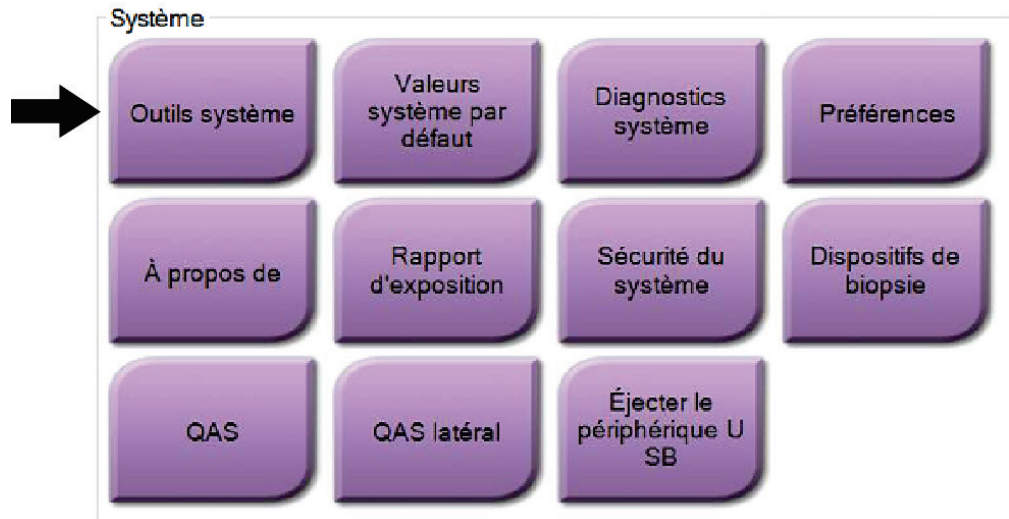 Système
Outils système
Valeurs
système par
défaut
Diagnostics
système
Préférences
À propos de
Rapport
d'exposition
Sécurité du
système
Dispositifs de
biopsie
QAS
QAS latéral
Éjecter le
périphérique U
SB